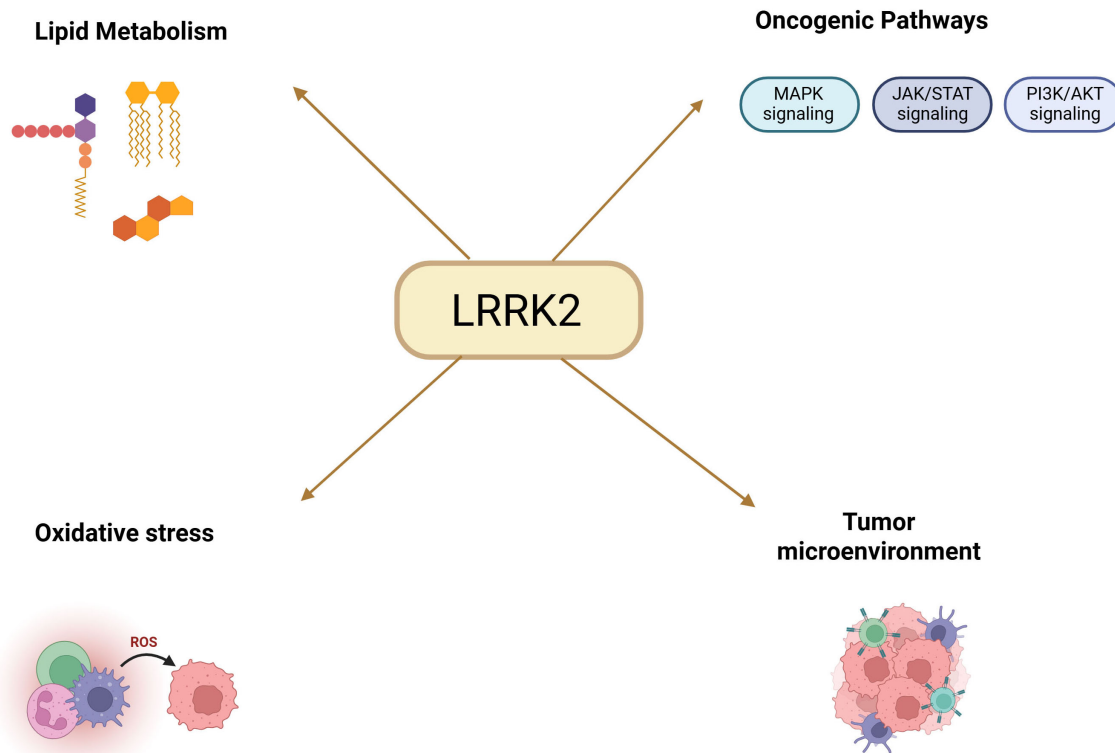 Lipid Metabolism
Oncogenic Pathways
MAPK
signaling
JAK/STAT
signaling
PI3K/AKT
signaling
LRRK2
Oxidative stress
ROS
Tumor
microenvironment